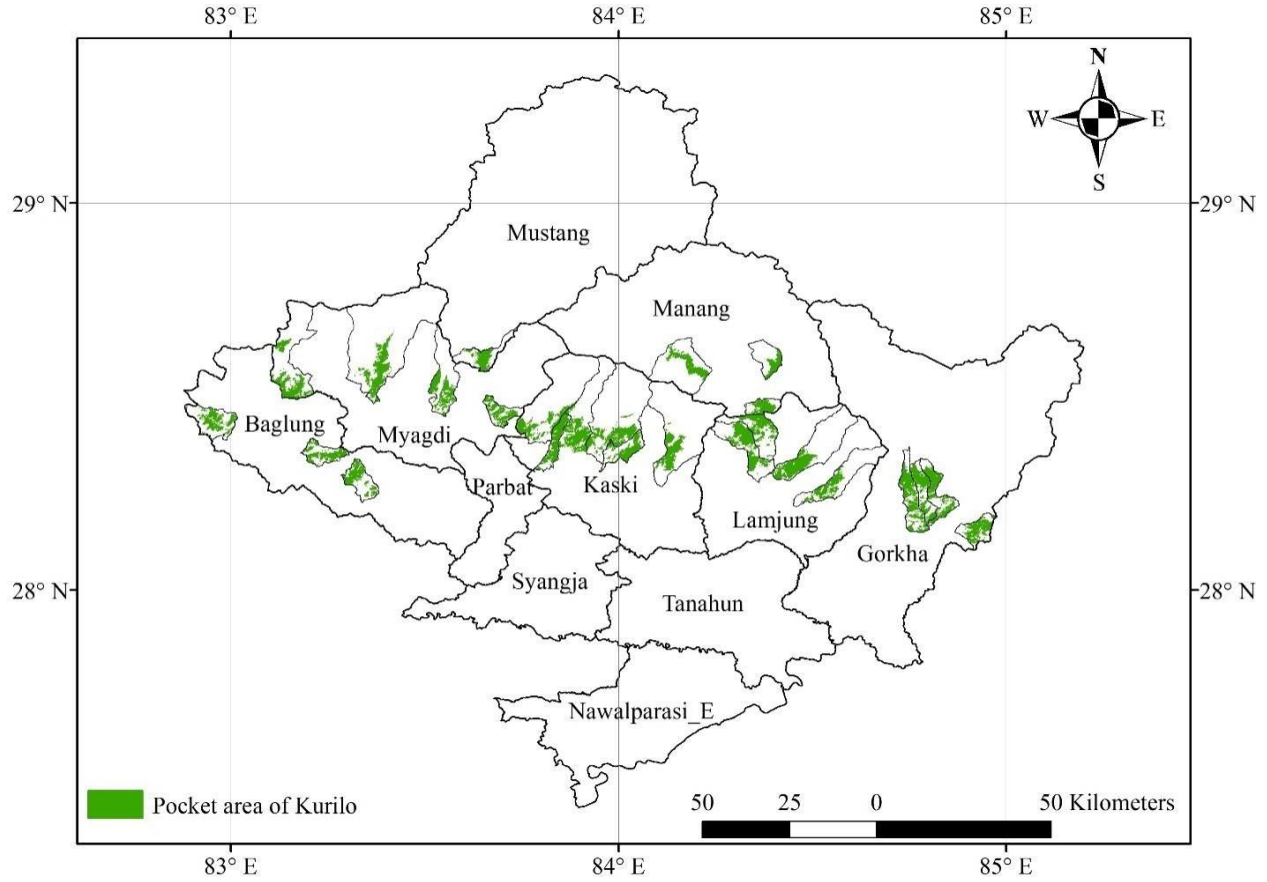 83° E 84° E 85° E
N
W E
S
29° N 29° N
Mustang
Manang
Baglung
Myagdi
Parbat
Kaski
Lamjung
Gorkha
Syangja
28° N 28° N
Tanahun
Nawalparasi_E
Pocket area of Kurilo
50 25 0 50 Kilometers
83° E 84° E 85° E